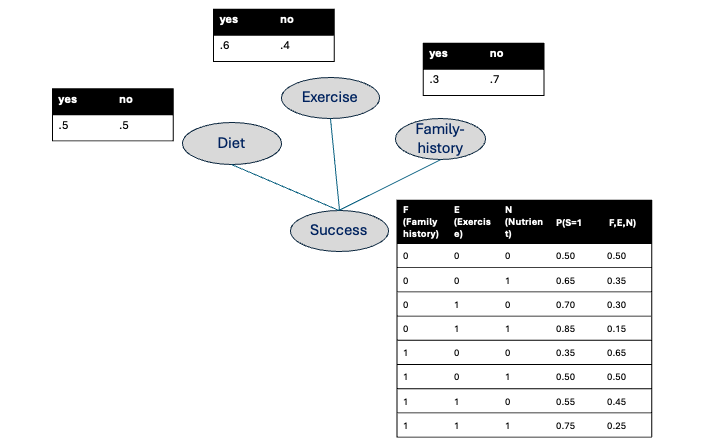 yes no
.6 .4
yes no
.3 .7
yes no
.5 .5
Exercise
Family-
history
Diet
Success
F E N
(Family (Exercis (Nutrien P(S=1 F,E,N)
history) e) t)
0 0 0 0.50 0.50
0 0 1 0.65 0.35
0 1 0 0.70 0.30
0 1 1 0.85 0.15
1 0 0 0.35 0.65
1 0 1 0.50 0.50
1 1 0 0.55 0.45
1 1 1 0.75 0.25